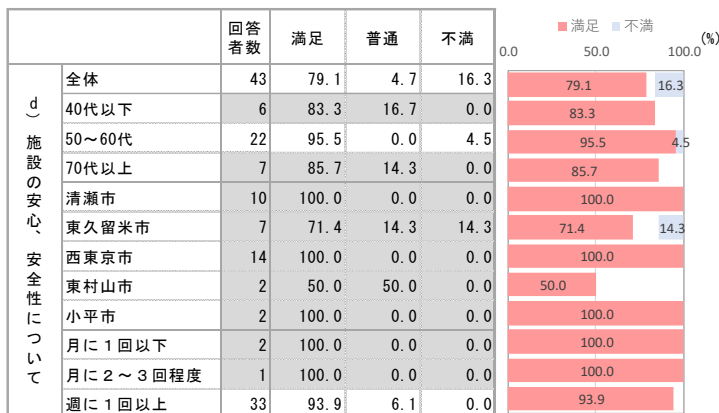 回答者数 満足 普通 不満
満足 不満
(%)
0.0 50.0 100.0
d）施設の安心、安全性について
全体 43 79.1 4.7 16.3
40代以下 6 83.3 16.7 0.0
50～60代 22 95.5 0.0 4.5
70代以上 7 85.7 14.3 0.0
清瀬市 10 100.0 0.0 0.0
東久留米市 7 71.4 14.3 14.3
西東京市 14 100.0 0.0 0.0
東村山市 2 50.0 50.0 0.0
小平市 2 100.0 0.0 0.0
月に１回以下 2 100.0 0.0 0.0
月に２～３回程度 1 100.0 0.0 0.0
週に１回以上 33 93.9 6.1 0.0
79.1 16.3
83.3
95.5 4.5
85.7
100.0
71.4 14.3
100.0
50.0
100.0
100.0
100.0
93.9